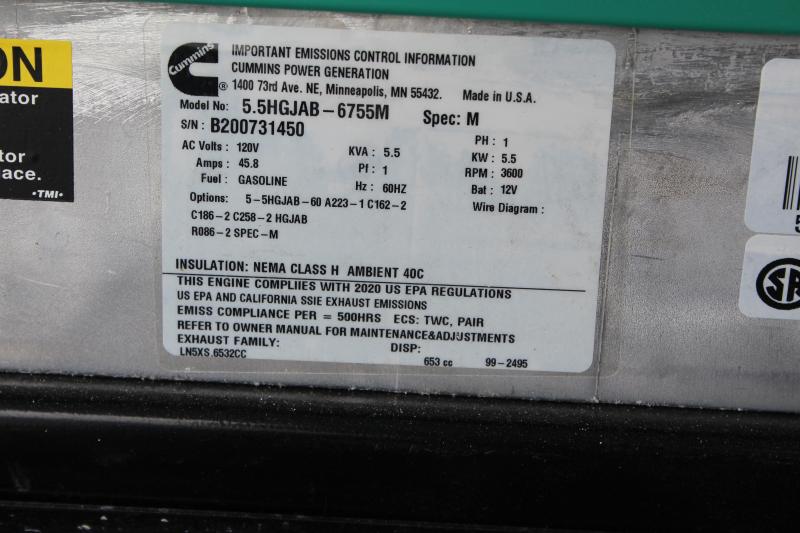 ON
ator
tor
ace.
•TMI•
Cummins
®
IMPORTANT EMISSIONS CONTROL INFORMATION
CUMMINS POWER GENERATION
1400 73rd Ave. NE, Minneapolis, MN 55432. Made in U.S.A.
Model No: 5.5HGJAB-6755M Spec: M
S/N: B200731450 PH : 1
AC Volts : 120V KVA : 5.5 KW : 5.5
Amps : 45.8 Pf : 1 RPM : 3600
Fuel : GASOLINE Hz : 60HZ Bat : 12V
Options: 5-5HGJAB-60 A223-1 C162-2 Wire Diagram :
C186-2 C258-2 HGJAB
R086-2 SPEC-M
INSULATION: NEMA CLASS H AMBIENT 40C
THIS ENGINE COMPLIES WITH 2020 US EPA REGULATIONS
US EPA AND CALIFORNIA SSIE EXHAUST EMISSIONS
EMISS COMPLIANCE PER = 500HRS ECS: TWC, PAIR
REFER TO OWNER MANUAL FOR MAINTENANCE&ADJUSTMENTS
EXHAUST FAMILY: DISP:
LN5XS.6532CC 653 cc 99-2495
5